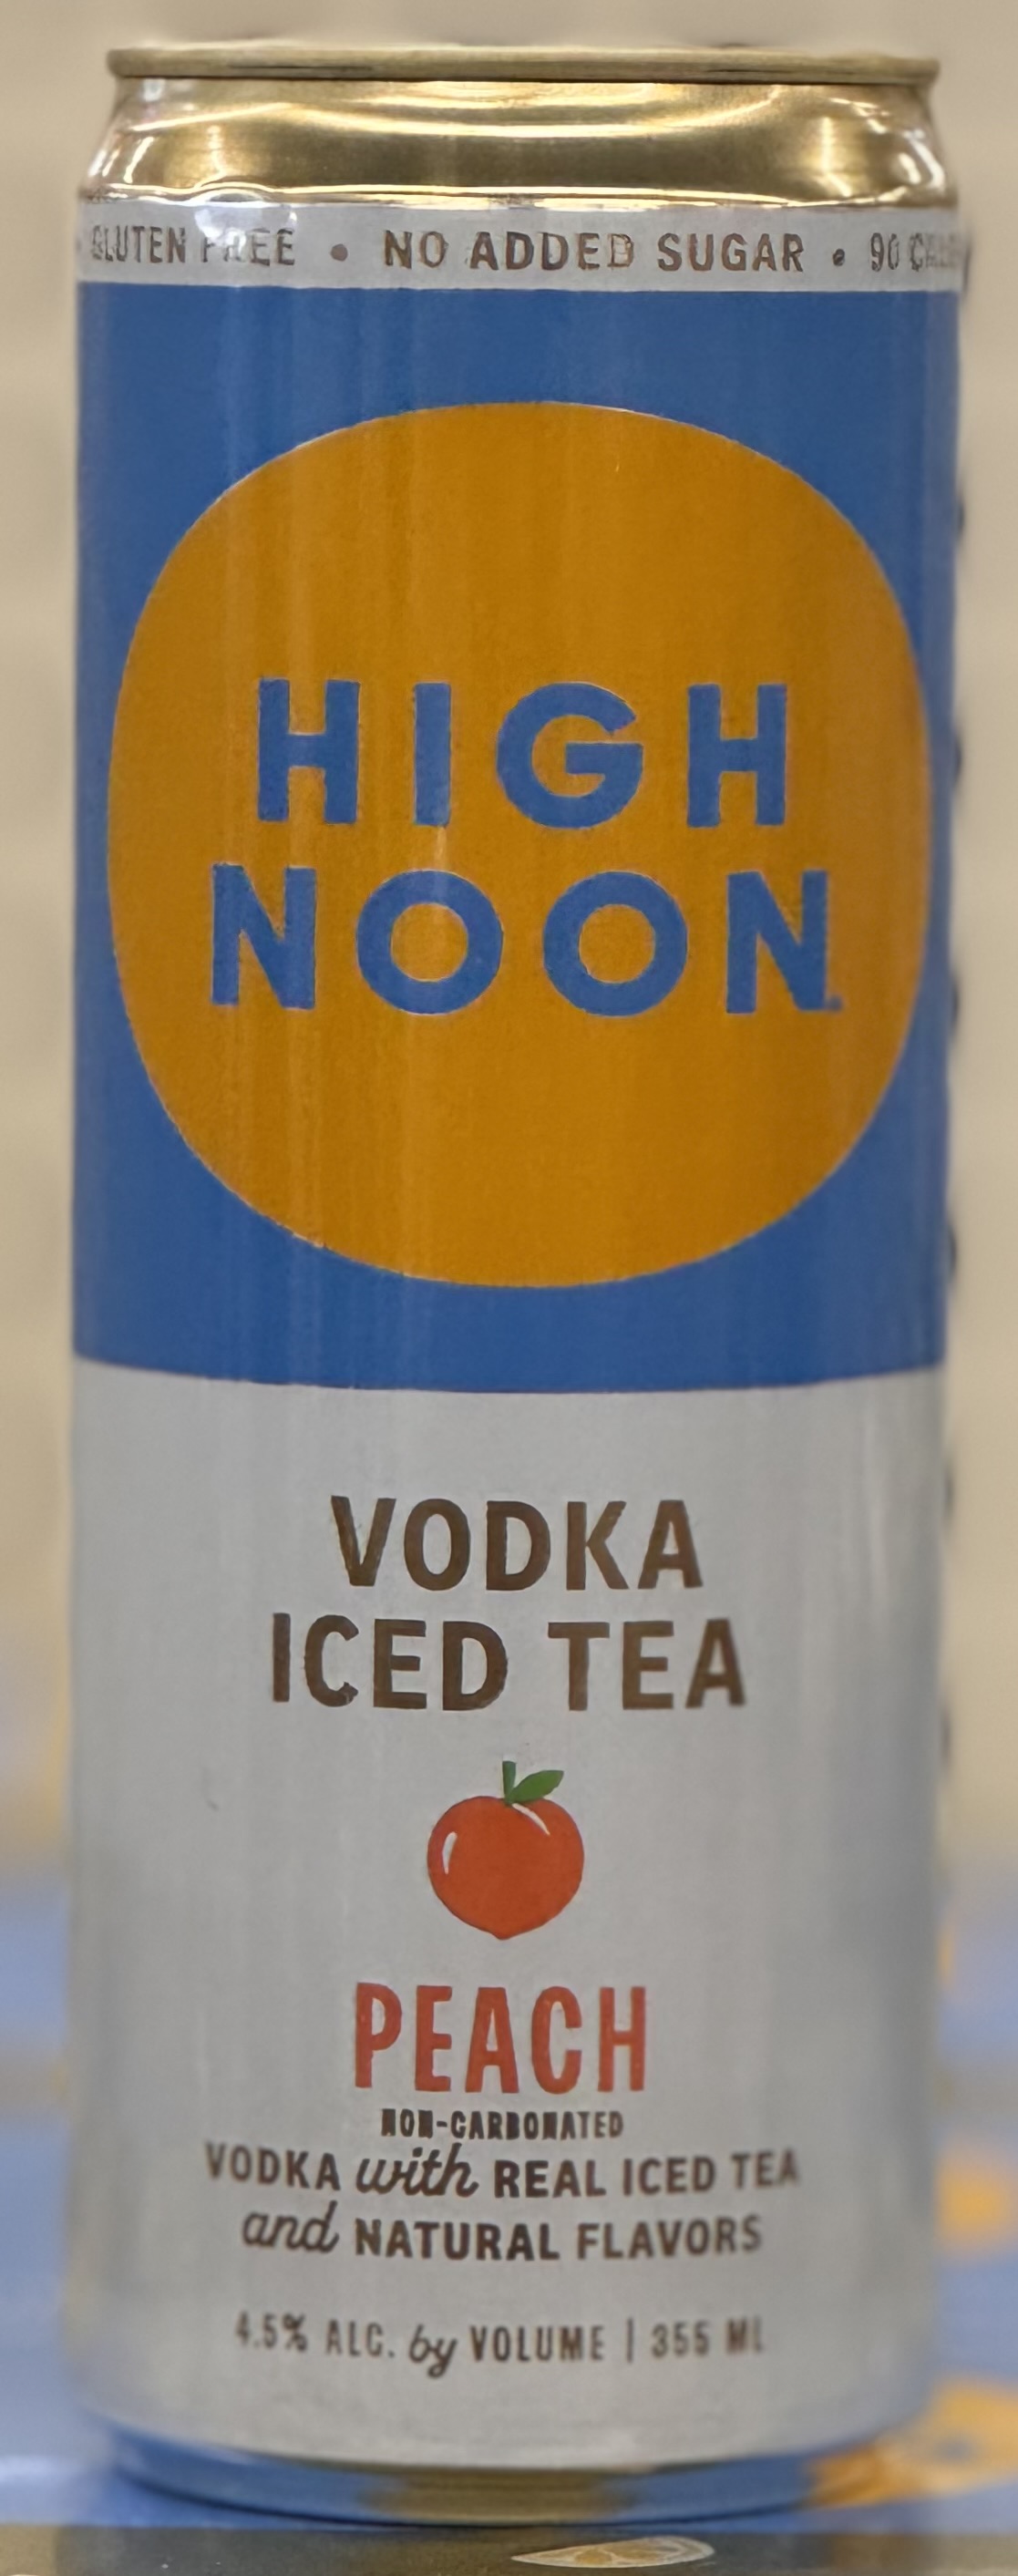 GLUTEN FREE • NO ADDED SUGAR • 90
HIGH
NOON
VODKA
ICED TEA
PEACH
NON-CARBONATED
VODKA with REAL ICED TEA
and NATURAL FLAVORS
4.5% ALC. by VOLUME | 355 ML